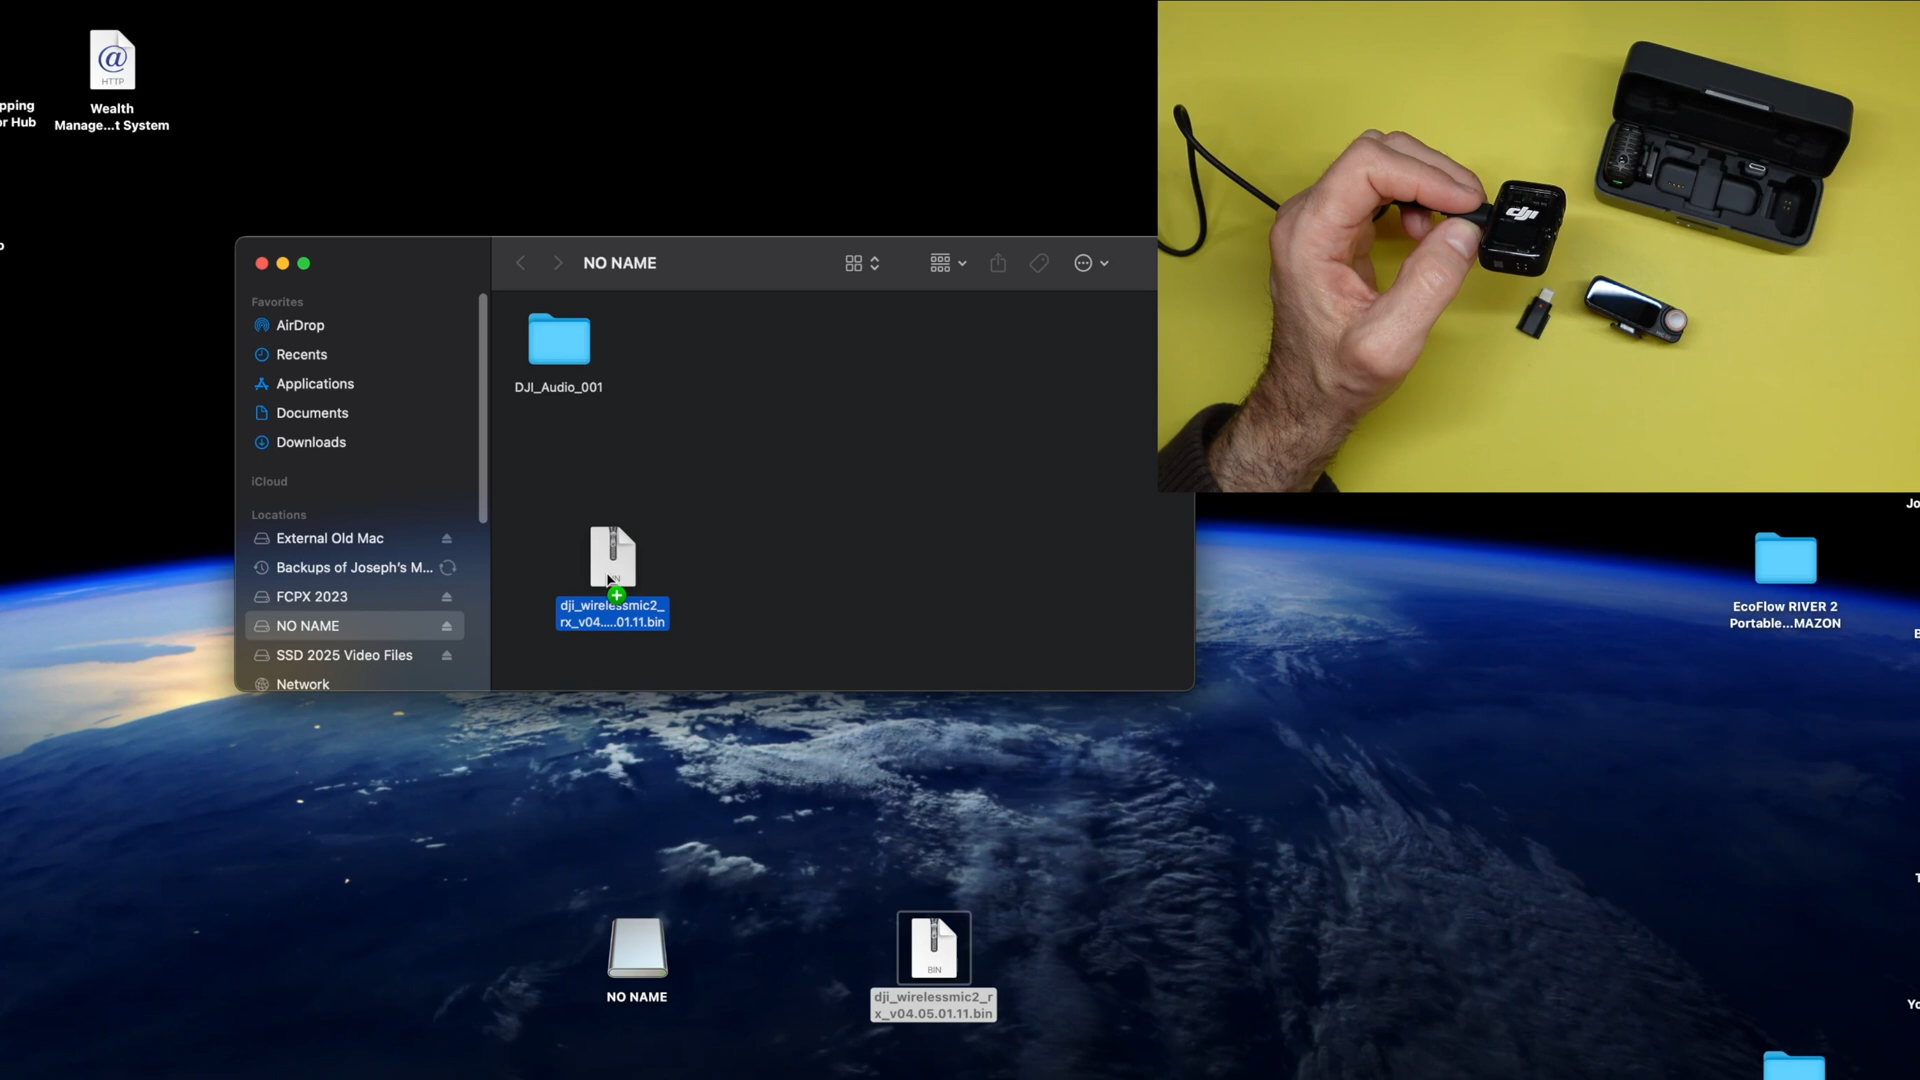 HTTP
Wealth
Manage...t System
pping
or Hub
NO NAME
Favorites
AirDrop
Recents
Applications
Documents
Downloads
iCloud
Locations
External Old Mac
Backups of Joseph's M...
FCPX 2023
NO NAME
SSD 2025 Video Files
Network
DJI_Audio_001
dji_wirelessmic2_
rx_v04.....01.11.bin
dji
Jo
EcoFlow RIVER 2
Portable...MAZON
NO NAME
BIN
dji_wirelessmic2_r
x_v04.05.01.11.bin